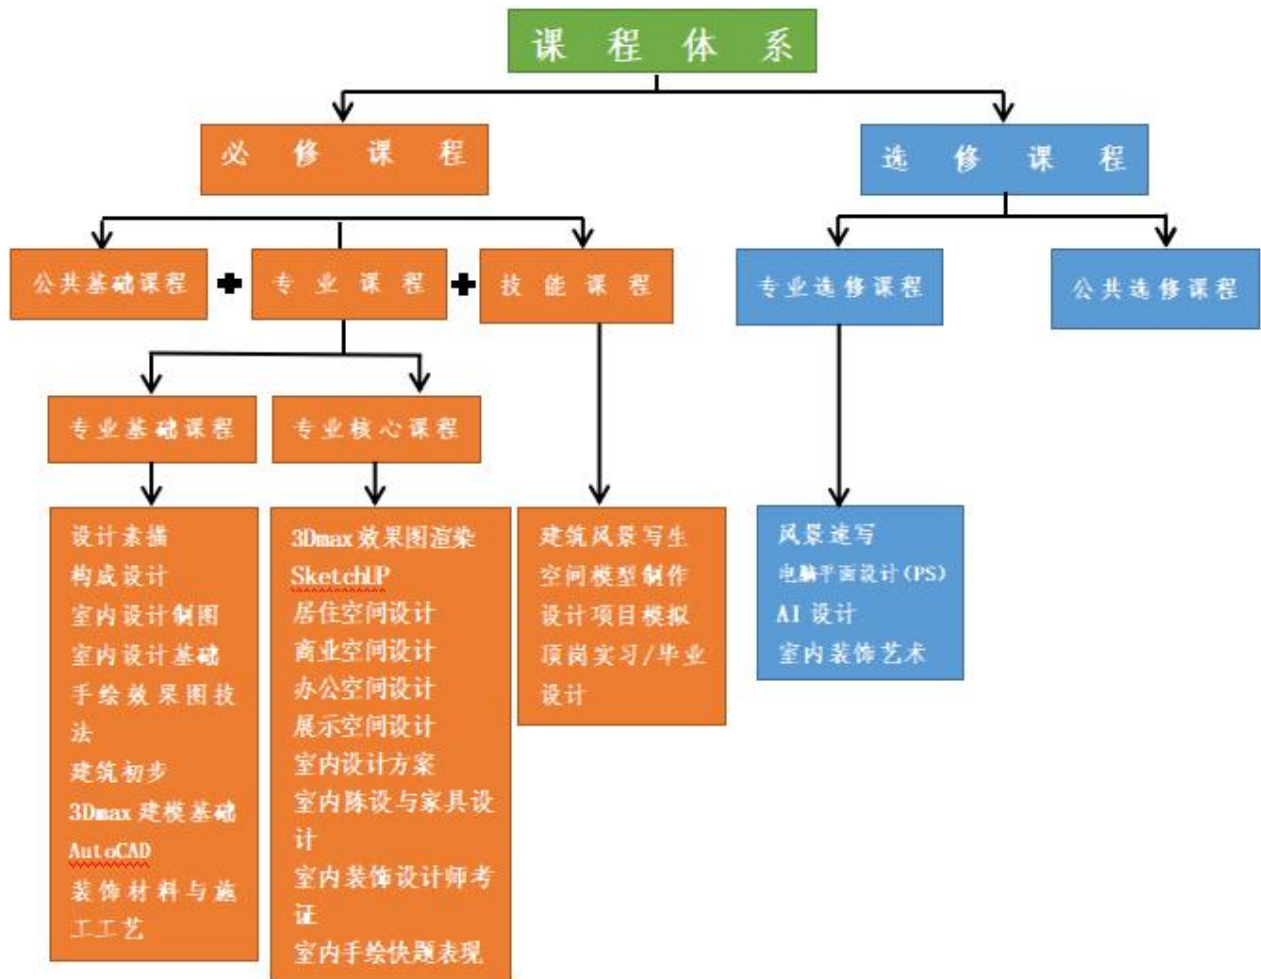 课程体系
必修课程
选修课程
公共基础课程
专业课程
技能课程
专业选修课程
公共选修课程
专业基础课程
专业核心课程
设计素描
构成设计
室内设计制图
室内设计基础
手绘效果图技
法
建筑初步
3Dmax建模基础
AutoCAD
装饰材料与施
工工艺
3Dmax效果图渲染
SketchUP
居住空间设计
商业空间设计
办公空间设计
展示空间设计
室内设计方案
室内陈设与家具设
计
室内装饰设计师考
证
室内手绘快题表现
建筑风景写生
空间模型制作
设计项目模拟
顶岗实习/毕业
设计
风景速写
电脑平面设计(PS)
AI设计
室内装饰艺术